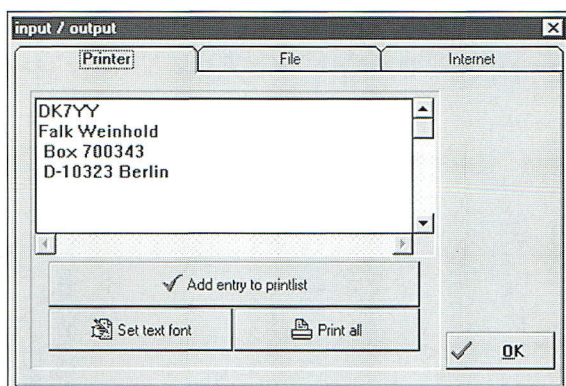 input / output
Printer File Internet
DK7YY
Falk Weinhold
Box 700343
D-10323 Berlin
Add entry to printlist
Set text font Print all
OK